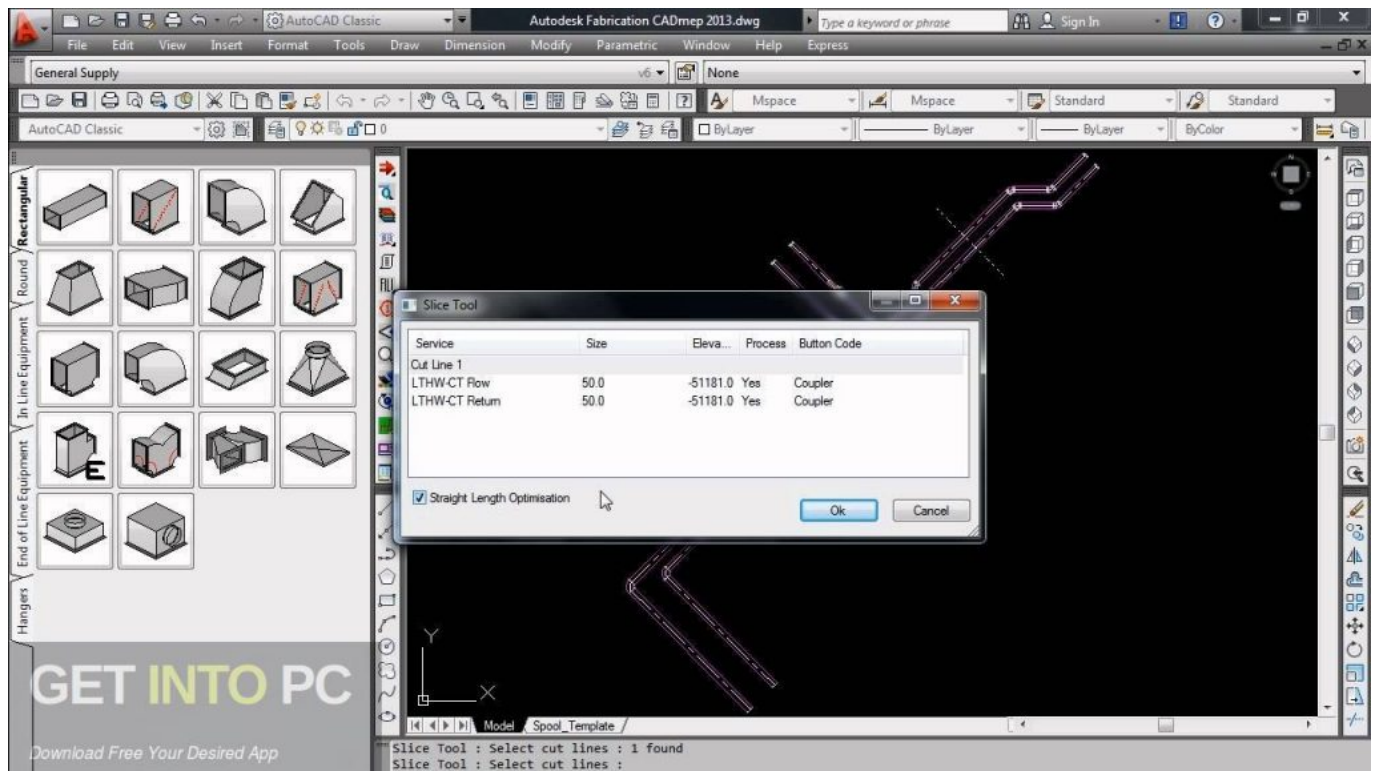 AutoCAD Classic
Autodesk Fabrication CADmep 2013.dwg
Type a keyword or phrase
Sign In
File Edit View Insert Format Tools Draw Dimension Modify Parametric Window Help Express
General Supply
v6
None
Mspace
Mspace
Standard
Standard
AutoCAD Classic
0
ByLayer
ByLayer
ByLayer
ByColor
Rectangular
Round
In Line Equipment
End of Line Equipment
Hangers
E
FILL
N
Slice Tool
Service Size Eleva... Process Button Code
Cut Line 1
LTHW-CT Flow 50.0 -51181.0 Yes Coupler
LTHW-CT Return 50.0 -51181.0 Yes Coupler
Straight Length Optimisation
Ok
Cancel
Y
X
GET INTO PC
Download Free Your Desired App
Model Spool_Template
Slice Tool : Select cut lines : 1 found
Slice Tool : Select cut lines :